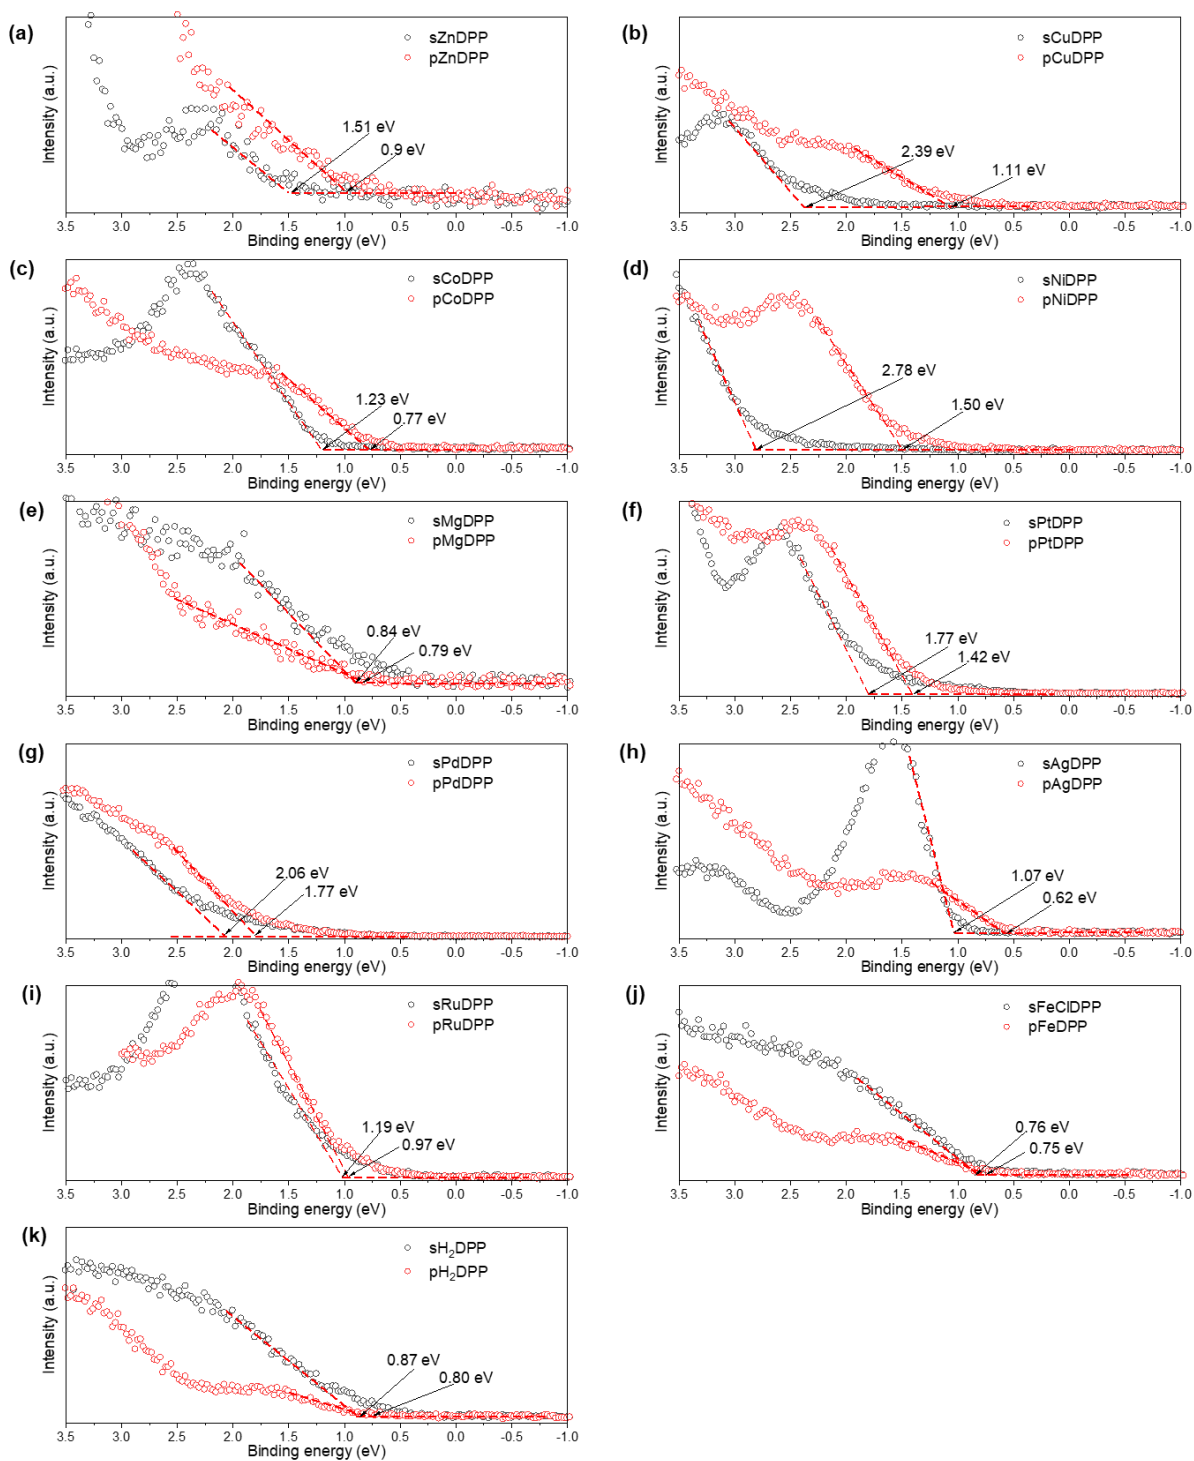 (a)
sZnDPP
pZnDPP
1.51 eV
0.9 eV
Intensity (a.u.)
3.5 3.0 2.5 2.0 1.5 1.0 0.5 0.0 -0.5 -1.0
Binding energy (eV)
(b)
sCuDPP
pCuDPP
2.39 eV
1.11 eV
Intensity (a.u.)
3.5 3.0 2.5 2.0 1.5 1.0 0.5 0.0 -0.5 -1.0
Binding energy (eV)
(c)
sCoDPP
pCoDPP
1.23 eV
0.77 eV
Intensity (a.u.)
3.5 3.0 2.5 2.0 1.5 1.0 0.5 0.0 -0.5 -1.0
Binding energy (eV)
(d)
sNiDPP
pNiDPP
2.78 eV
1.50 eV
Intensity (a.u.)
3.5 3.0 2.5 2.0 1.5 1.0 0.5 0.0 -0.5 -1.0
Binding energy (eV)
(e)
sMgDPP
pMgDPP
0.84 eV
0.79 eV
Intensity (a.u.)
3.5 3.0 2.5 2.0 1.5 1.0 0.5 0.0 -0.5 -1.0
Binding energy (eV)
(f)
sPtDPP
pPtDPP
1.77 eV
1.42 eV
Intensity (a.u.)
3.5 3.0 2.5 2.0 1.5 1.0 0.5 0.0 -0.5 -1.0
Binding energy (eV)
(g)
sPdDPP
pPdDPP
2.06 eV
1.77 eV
Intensity (a.u.)
3.5 3.0 2.5 2.0 1.5 1.0 0.5 0.0 -0.5 -1.0
Binding energy (eV)
(h)
sAgDPP
pAgDPP
1.07 eV
0.62 eV
Intensity (a.u.)
3.5 3.0 2.5 2.0 1.5 1.0 0.5 0.0 -0.5 -1.0
Binding energy (eV)
(i)
sRuDPP
pRuDPP
1.19 eV
0.97 eV
Intensity (a.u.)
3.5 3.0 2.5 2.0 1.5 1.0 0.5 0.0 -0.5 -1.0
Binding energy (eV)
(j)
sFeClDPP
pFeDPP
0.76 eV
0.75 eV
Intensity (a.u.)
3.5 3.0 2.5 2.0 1.5 1.0 0.5 0.0 -0.5 -1.0
Binding energy (eV)
(k)
sH₂DPP
pH₂DPP
0.87 eV
0.80 eV
Intensity (a.u.)
3.5 3.0 2.5 2.0 1.5 1.0 0.5 0.0 -0.5 -1.0
Binding energy (eV)